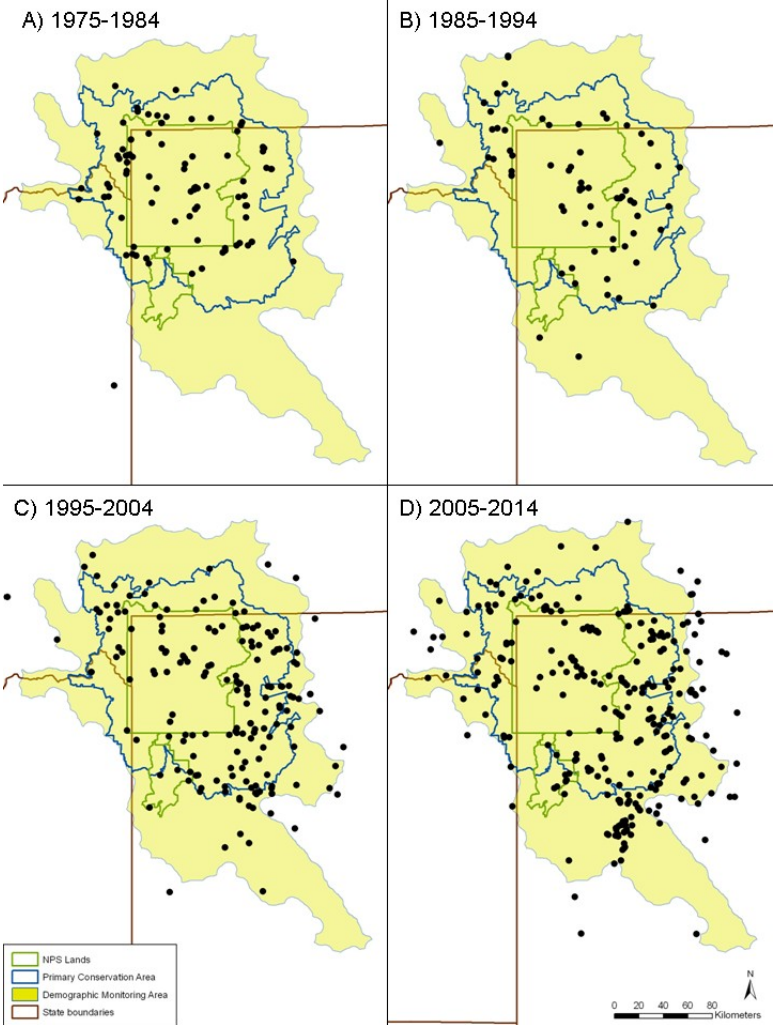 A) 1975-1984
B) 1985-1994
C) 1995-2004
D) 2005-2014
NPS Lands
Primary Conservation Area
Demographic Monitoring Area
State boundaries
N
0 20 40 60 80
Kilometers